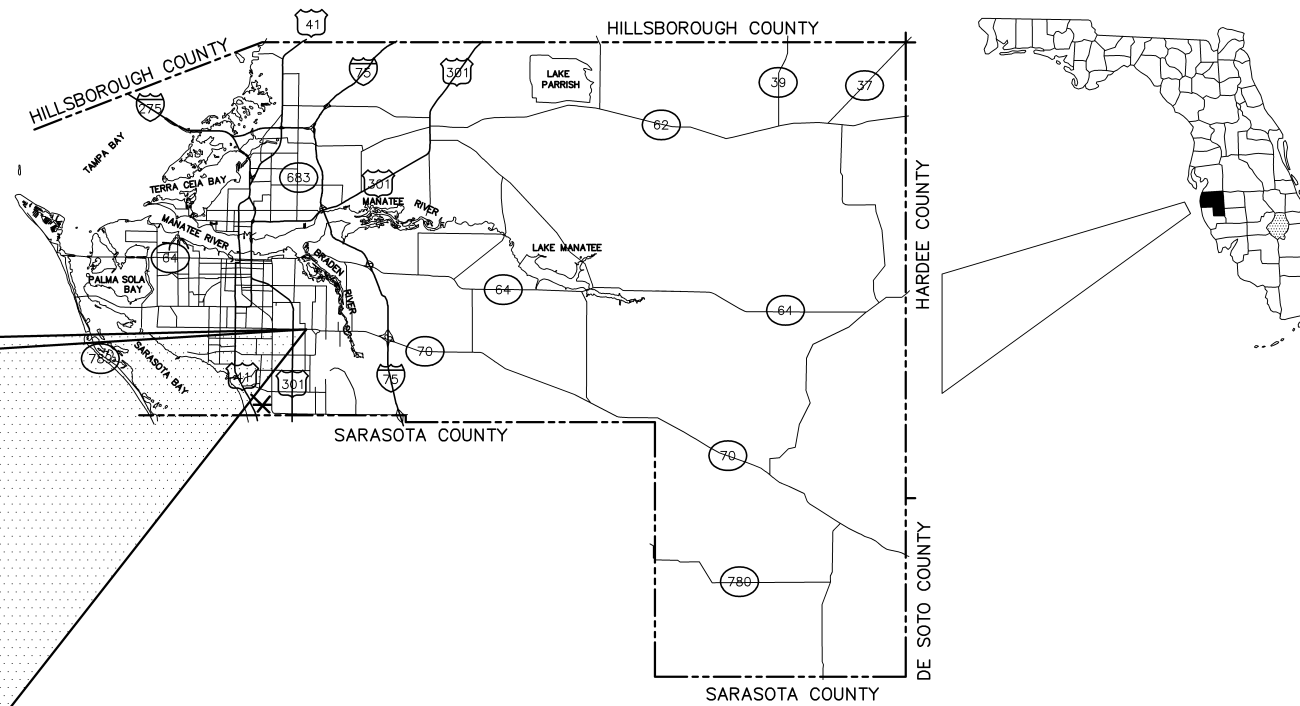 41
HILLSBOROUGH COUNTY
HILLSBOROUGH COUNTY
75
301
LAKE
PARRISH
39
37
275
62
TAMPA BAY
TERRA CEIA BAY
683
301
MANATEE RIVER
MANATEE RIVER
HARDEE COUNTY
LAKE MANATEE
64
BRADEN
RIVER
PALMA SOLA
BAY
64
64
70
SARASOTA BAY
41
301
75
SARASOTA COUNTY
70
DE SOTO COUNTY
780
SARASOTA COUNTY